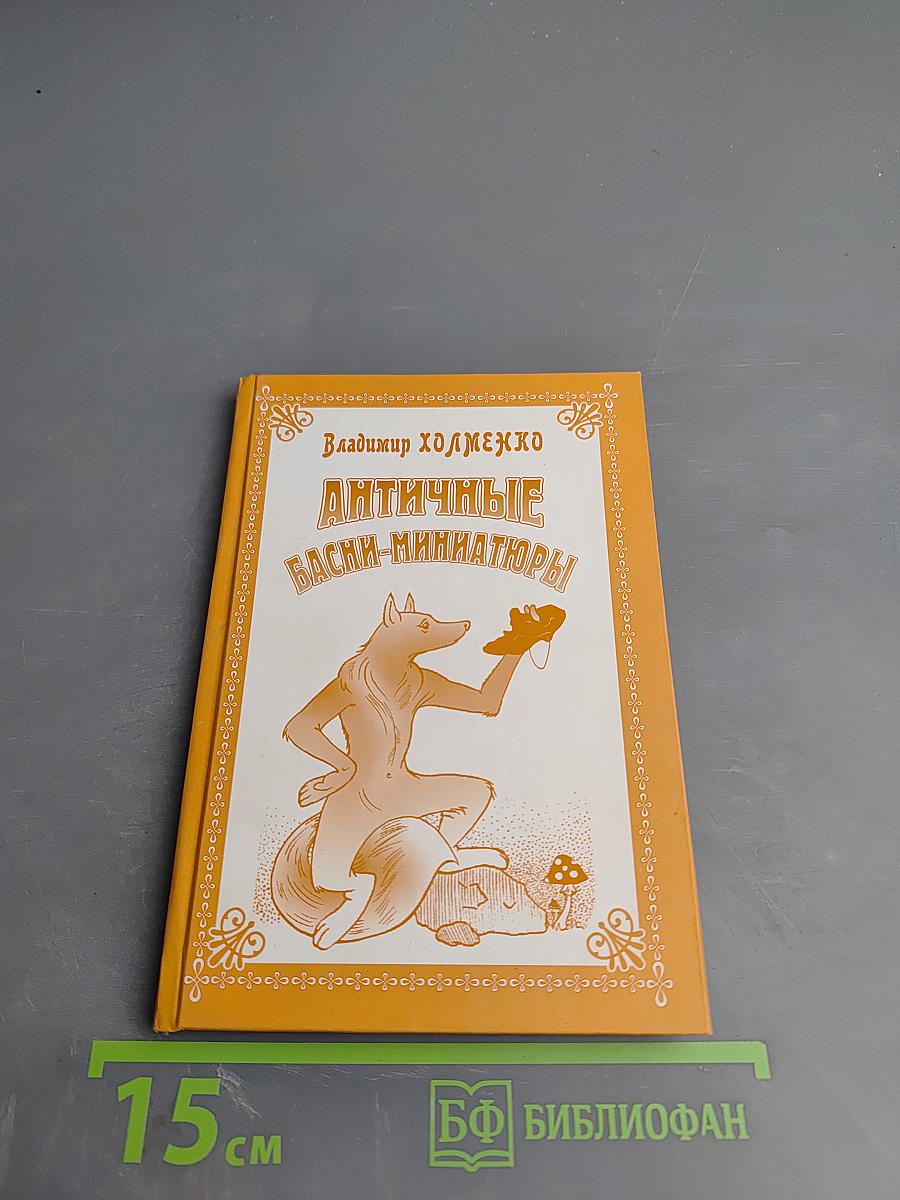 Владимир ХОЛМЕНКО
АНТИЧНЫЕ
БАСНИ-МИНИАТЮРЫ
15 см
БФ БИБЛИОФАН